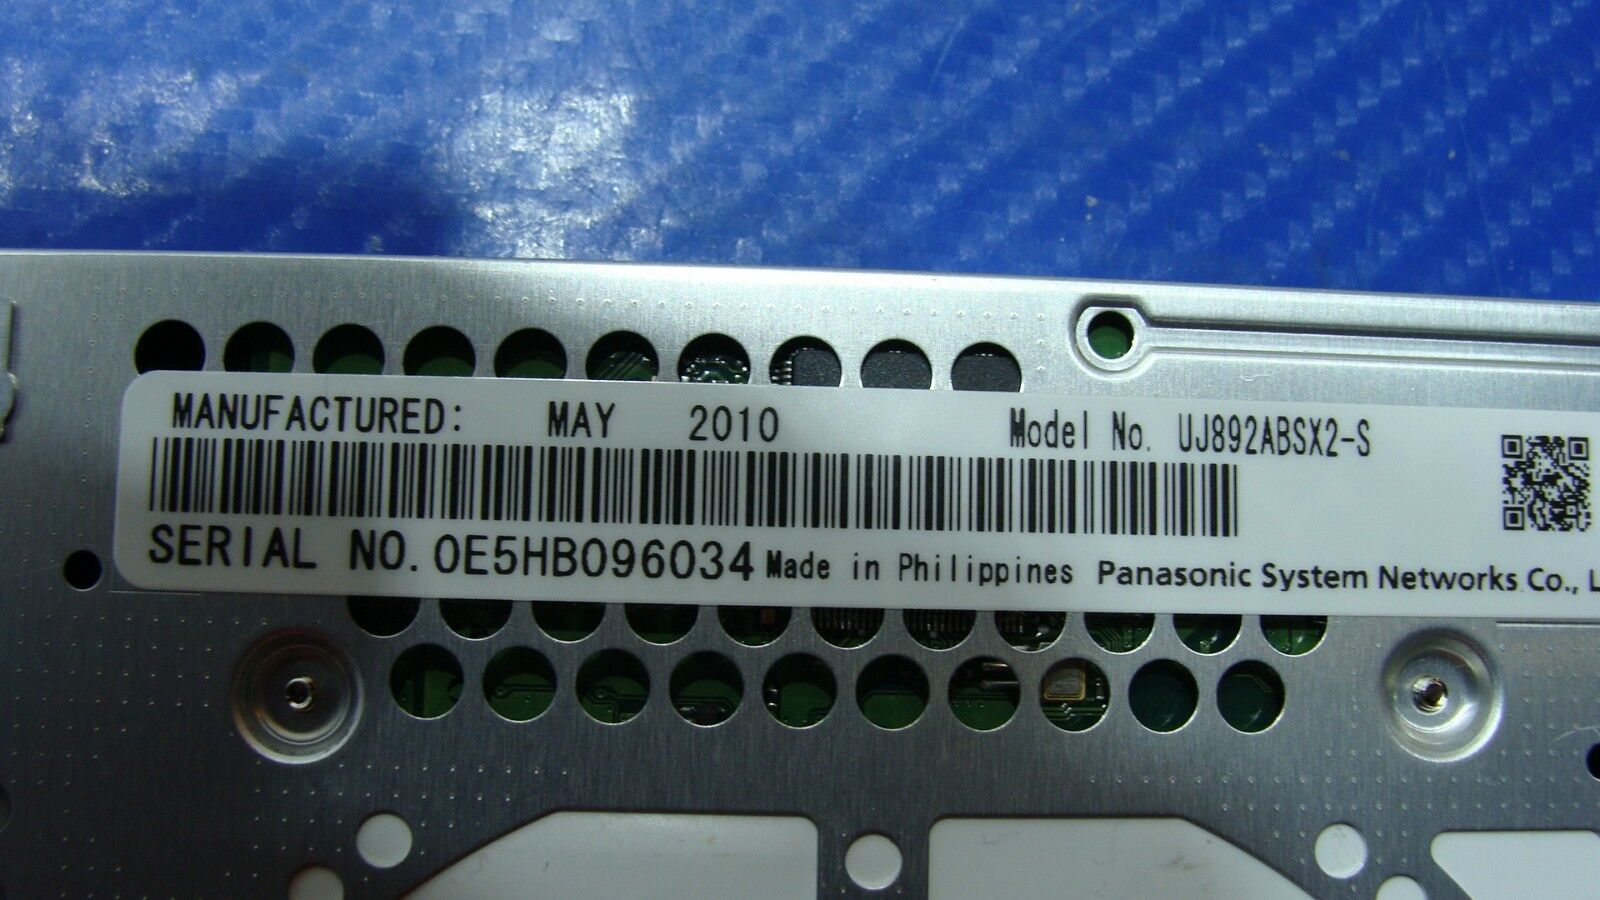 MANUFACTURED: MAY 2010 Model No. UJ892ABSX2-S
SERIAL NO. 0E5HB096034 Made in Philippines Panasonic System Networks Co., L